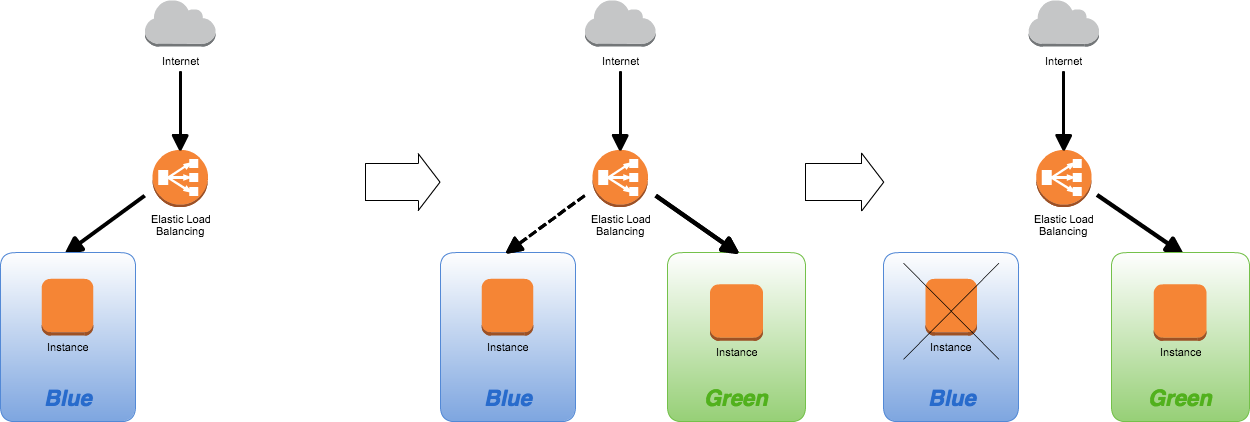 Internet
Elastic Load
Balancing
Instance
Blue
Internet
Elastic Load
Balancing
Instance
Blue
Instance
Green
Internet
Elastic Load
Balancing
Instance
Blue
Instance
Green